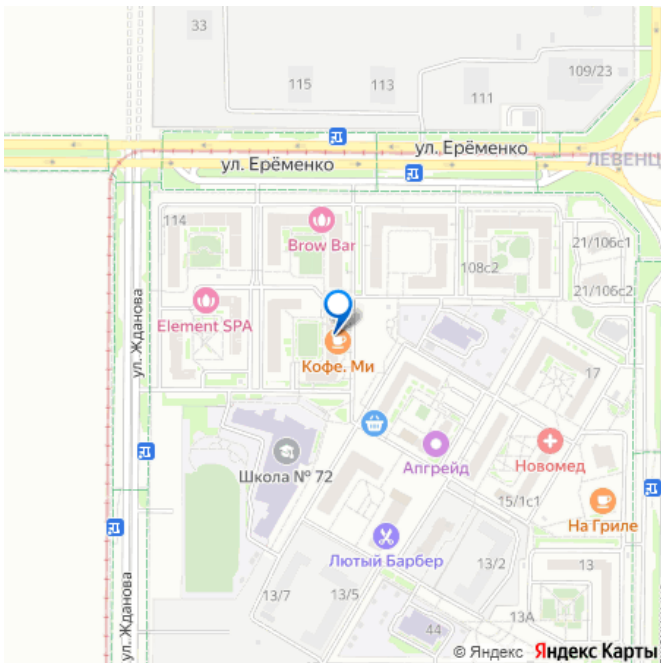 33
115
113
111
109/23
ул. Ерёменко
ул. Ерёменко
ЛЕВЕНЦ
114
Brow Bar
108с2
21/106с1
21/106с2
ул. Жданова
Element SPA
Кофе. Ми
17
Школа № 72
Апгрейд
Новомед
15/1с1
На Гриле
Лютый Барбер
13/2
13
13/7
13/5
13А
44
ул. Жданова
© Яндекс Яндекс Карты